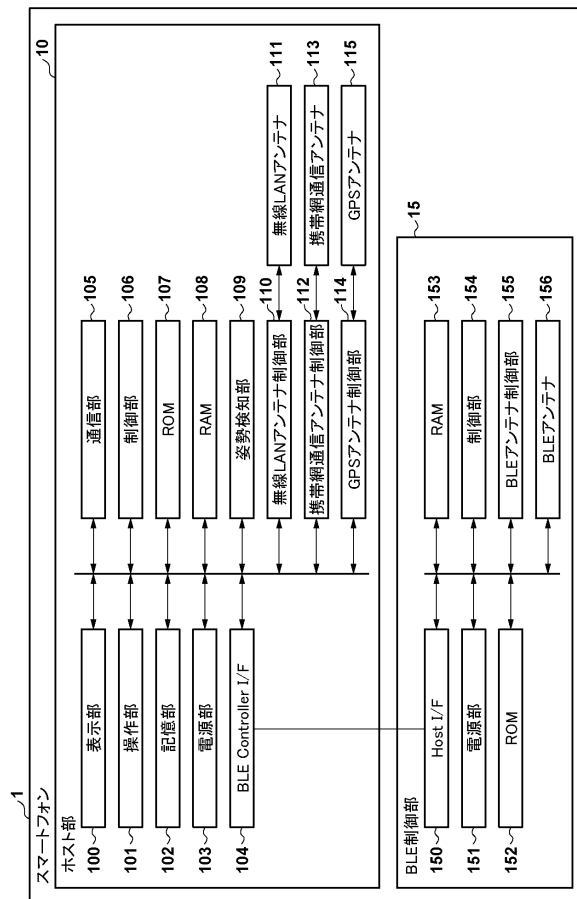 1
スマートフォン
10
ホスト部
100 表示部
101 操作部
102 記憶部
103 電源部
104 BLE Controller I/F
通信部 105
制御部 106
ROM 107
RAM 108
姿勢検知部 109
無線LANアンテナ制御部 110
無線LANアンテナ 111
携帯網通信アンテナ制御部 112
携帯網通信アンテナ 113
GPSアンテナ制御部 114
GPSアンテナ 115
15
BLE制御部
150 Host I/F
151 電源部
152 ROM
RAM 153
制御部 154
BLEアンテナ制御部 155
BLEアンテナ 156